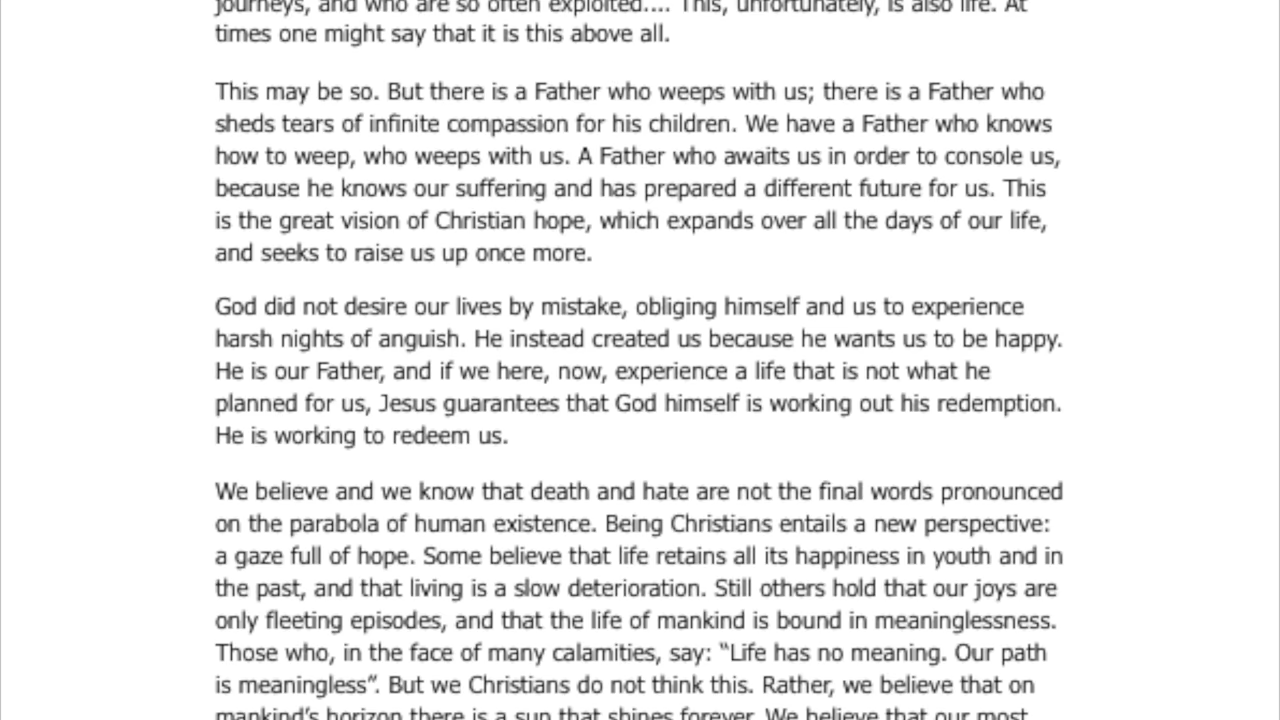 journeys, and who are so often exploited.... This, unfortunately, is also life. At
times one might say that it is this above all.
This may be so. But there is a Father who weeps with us; there is a Father who
sheds tears of infinite compassion for his children. We have a Father who knows
how to weep, who weeps with us. A Father who awaits us in order to console us,
because he knows our suffering and has prepared a different future for us. This
is the great vision of Christian hope, which expands over all the days of our life,
and seeks to raise us up once more.
God did not desire our lives by mistake, obliging himself and us to experience
harsh nights of anguish. He instead created us because he wants us to be happy.
He is our Father, and if we here, now, experience a life that is not what he
planned for us, Jesus guarantees that God himself is working out his redemption.
He is working to redeem us.
We believe and we know that death and hate are not the final words pronounced
on the parabola of human existence. Being Christians entails a new perspective:
a gaze full of hope. Some believe that life retains all its happiness in youth and in
the past, and that living is a slow deterioration. Still others hold that our joys are
only fleeting episodes, and that the life of mankind is bound in meaninglessness.
Those who, in the face of many calamities, say: “Life has no meaning. Our path
is meaningless”. But we Christians do not think this. Rather, we believe that on
mankind’s horizon there is a sun that shines forever. We believe that our most